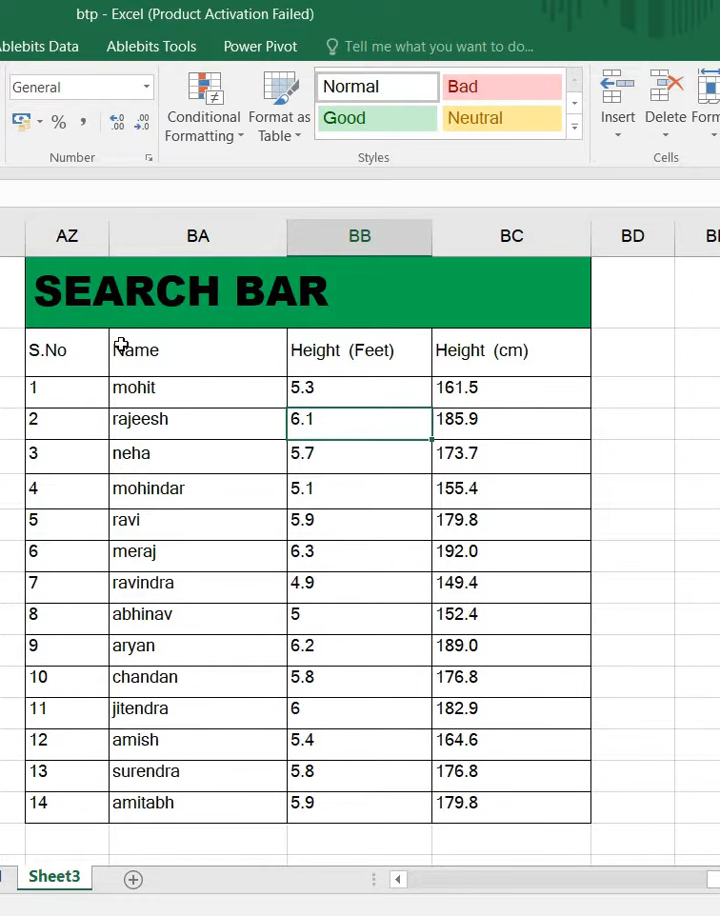 btp - Excel (Product Activation Failed)
Ablebits Data Ablebits Tools Power Pivot Tell me what you want to do...
General
Normal Bad
% , .00 .00 Conditional Format as Good Neutral Insert Delete
Formatting Table
Number Styles Cells
AZ BA BB BC BD
SEARCH BAR
S.No Name Height (Feet) Height (cm)
1 mohit 5.3 161.5
2 rajeesh 6.1 185.9
3 neha 5.7 173.7
4 mohindar 5.1 155.4
5 ravi 5.9 179.8
6 meraj 6.3 192.0
7 ravindra 4.9 149.4
8 abhinav 5 152.4
9 aryan 6.2 189.0
10 chandan 5.8 176.8
11 jitendra 6 182.9
12 amish 5.4 164.6
13 surendra 5.8 176.8
14 amitabh 5.9 179.8
Sheet3